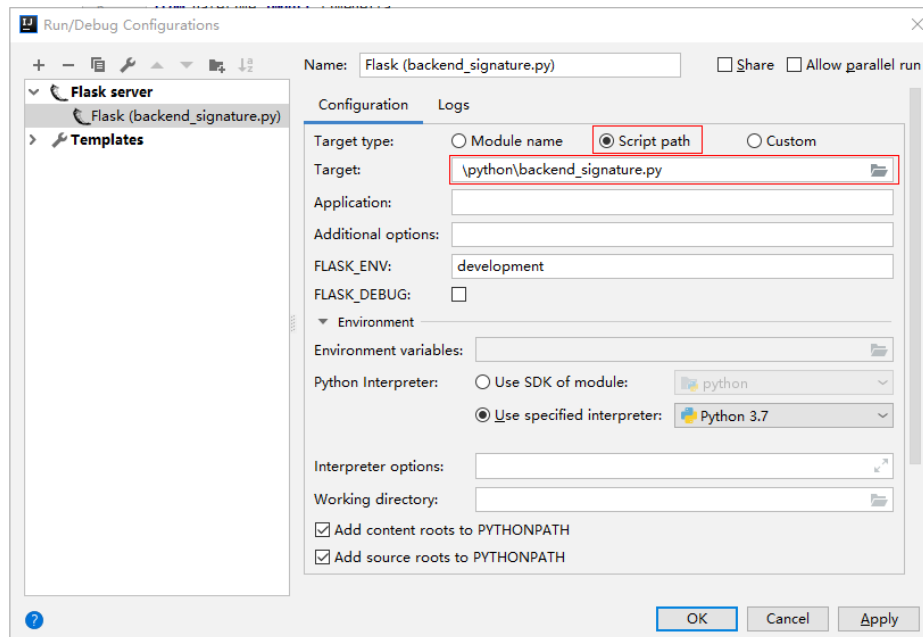 Run/Debug Configurations
Name: Flask (backend_signature.py)
Share
Allow parallel run
Flask server
Flask (backend_signature.py)
Templates
Configuration
Logs
Target type: Module name Script path Custom
Target: \python\backend_signature.py
Application:
Additional options:
FLASK_ENV: development
FLASK_DEBUG:
Environment
Environment variables:
Python Interpreter: Use SDK of module: python
Use specified interpreter: Python 3.7
Interpreter options:
Working directory:
Add content roots to PYTHONPATH
Add source roots to PYTHONPATH
OK
Cancel
Apply